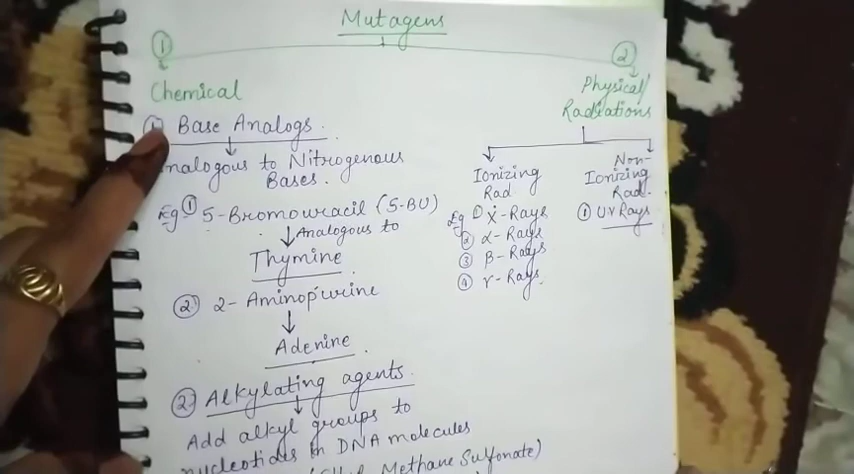 Mutagens
①
Chemical
Base Analogs.
Analogous to Nitrogenous
Bases.
Eg ① 5-Bromouracil (5-BU)
Analogous to
Thymine
② 2-Aminopurine
Adenine.
② Alkylating agents.
Add alkyl groups to
nucleotides in DNA molecules
Methane Sulfonate)
②
Physical/
Radiations
Ionizing
Rad
Eg ① X-Rays
② α-Rays
③ β-Rays
④ γ-Rays.
Non-
Ionizing
Rad.
① UV Rays